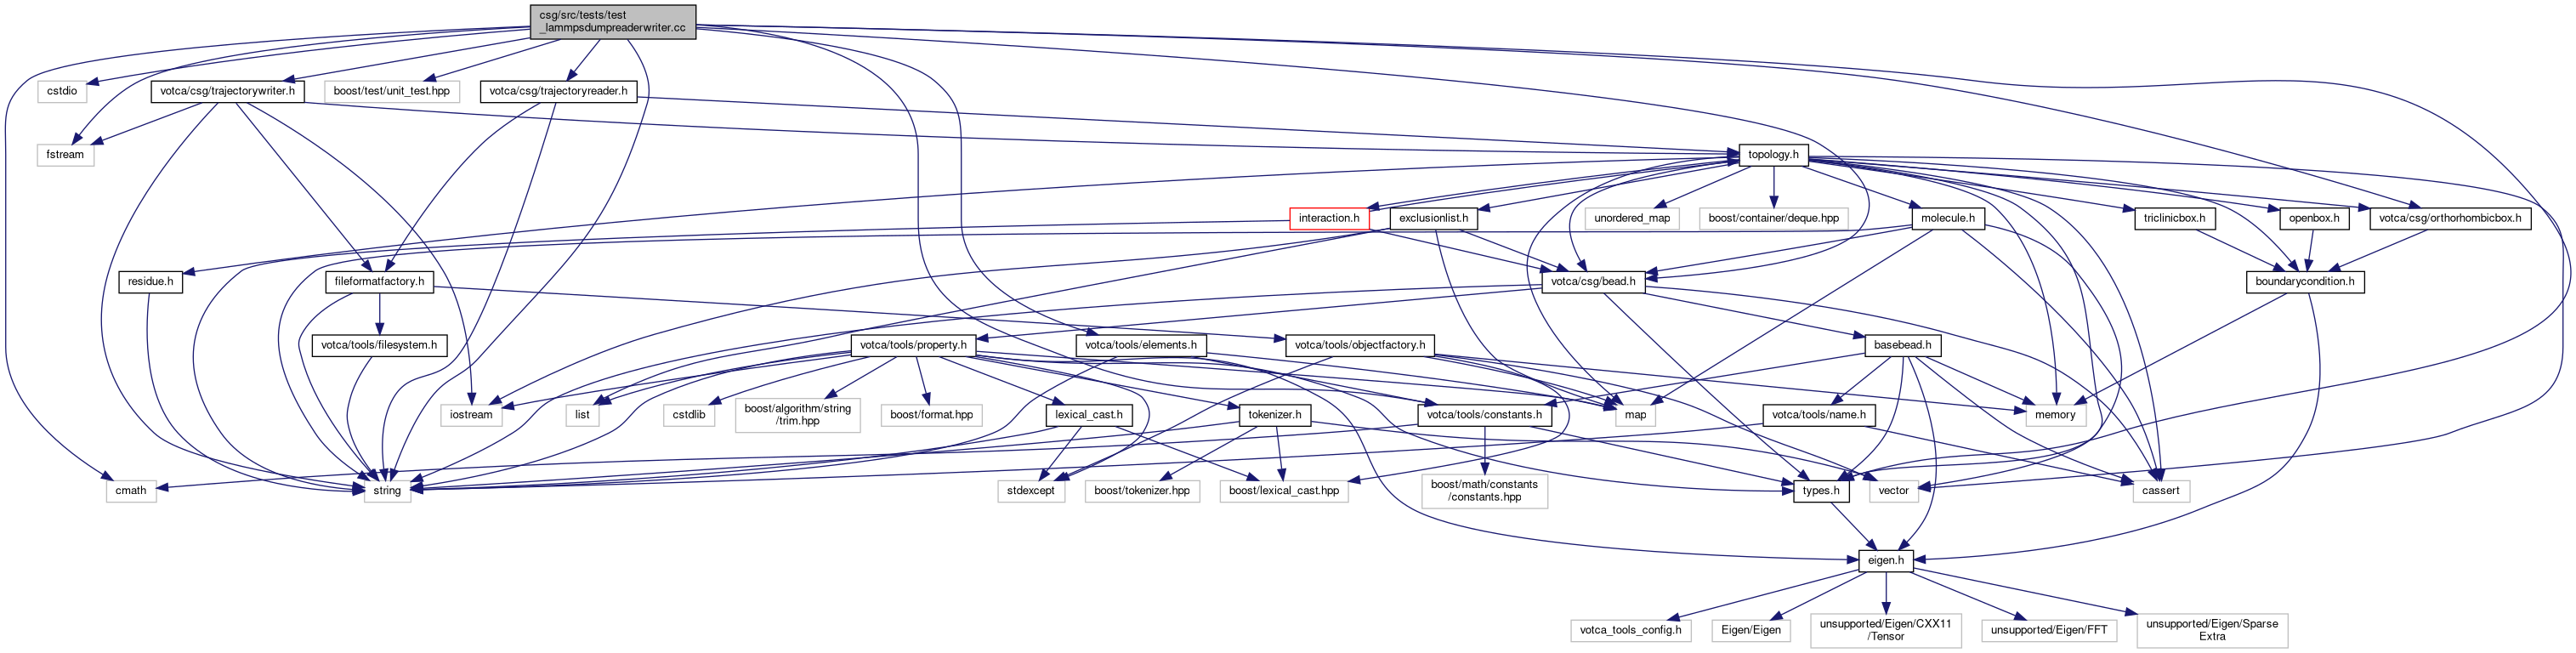 csg/src/tests/test
_lammpsdumpreaderwriter.cc
cstdio
votca/csg/trajectorywriter.h
boost/test/unit_test.hpp
votca/csg/trajectoryreader.h
fstream
topology.h
interaction.h
exclusionlist.h
unordered_map
boost/container/deque.hpp
molecule.h
triclinicbox.h
openbox.h
votca/csg/orthorhombicbox.h
residue.h
fileformatfactory.h
votca/csg/bead.h
boundarycondition.h
votca/tools/filesystem.h
votca/tools/property.h
votca/tools/elements.h
votca/tools/objectfactory.h
basebead.h
iostream
list
cstdlib
boost/algorithm/string
/trim.hpp
boost/format.hpp
lexical_cast.h
tokenizer.h
votca/tools/constants.h
map
votca/tools/name.h
memory
cmath
string
stdexcept
boost/tokenizer.hpp
boost/lexical_cast.hpp
boost/math/constants
/constants.hpp
types.h
vector
cassert
eigen.h
votca_tools_config.h
Eigen/Eigen
unsupported/Eigen/CXX11
/Tensor
unsupported/Eigen/FFT
unsupported/Eigen/Sparse
Extra